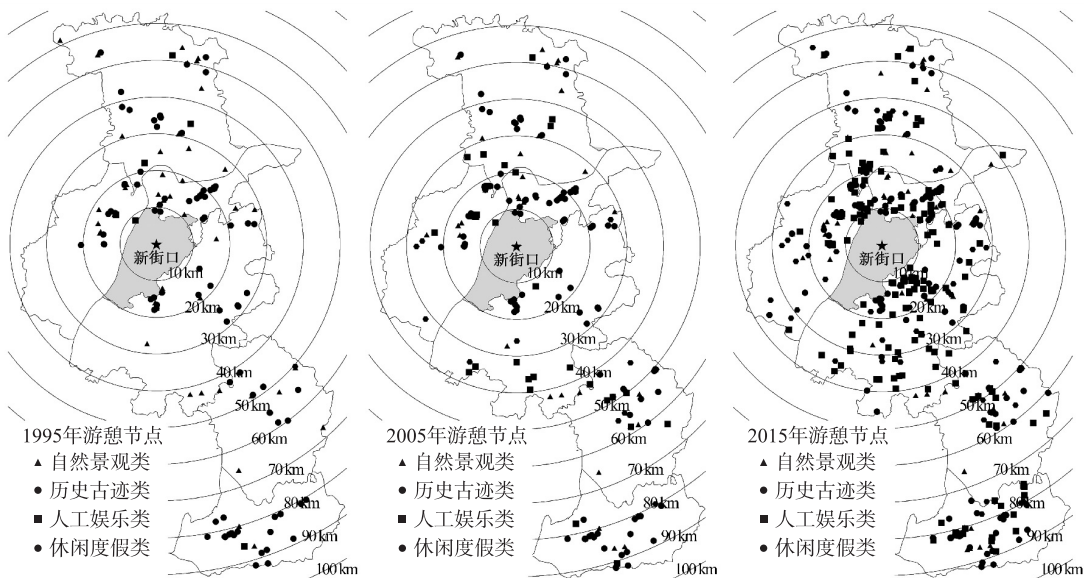 新街口
10km
20km
30km
40km
50km
60km
70km
80km
90km
100km
1995年游憩节点
自然景观类
历史古迹类
人工娱乐类
休闲度假类
新街口
10km
20km
30km
40km
50km
60km
70km
80km
90km
100km
2005年游憩节点
自然景观类
历史古迹类
人工娱乐类
休闲度假类
新街口
10km
20km
30km
40km
50km
60km
70km
80km
90km
100km
2015年游憩节点
自然景观类
历史古迹类
人工娱乐类
休闲度假类